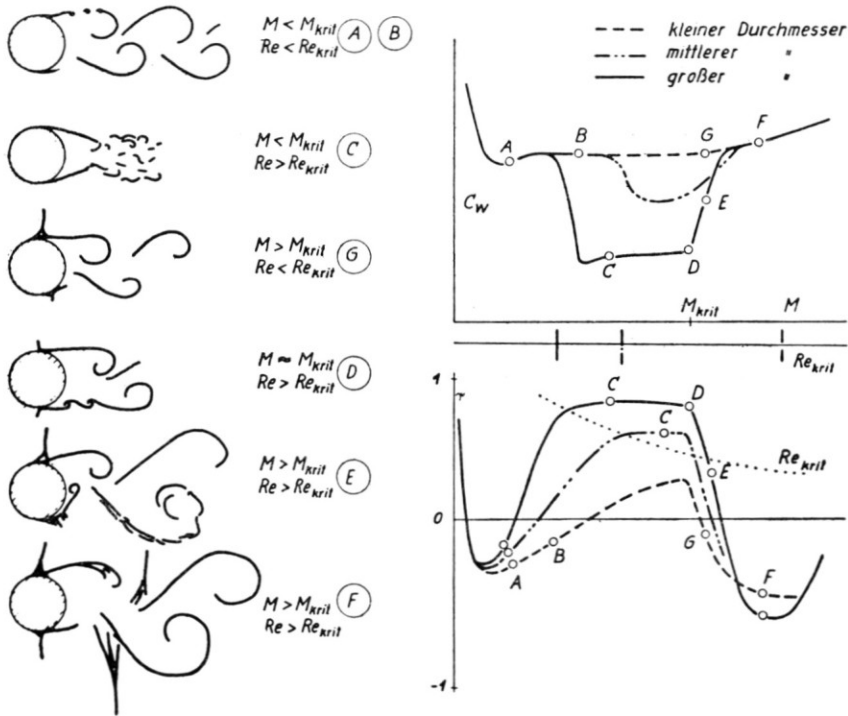 M < Mkrit
Re < Rekrit
A B
M < Mkrit
Re > Rekrit
C
M > Mkrit
Re < Rekrit
G
M ≈ Mkrit
Re > Rekrit
D
M > Mkrit
Re > Rekrit
E
M > Mkrit
Re > Rekrit
F
kleiner Durchmesser
mittlerer "
großer "
A
B
G
F
E
C
D
Cw
Mkrit
M
Rekrit
1
C
D
C
E
Rekrit
0
A
B
G
F
-1